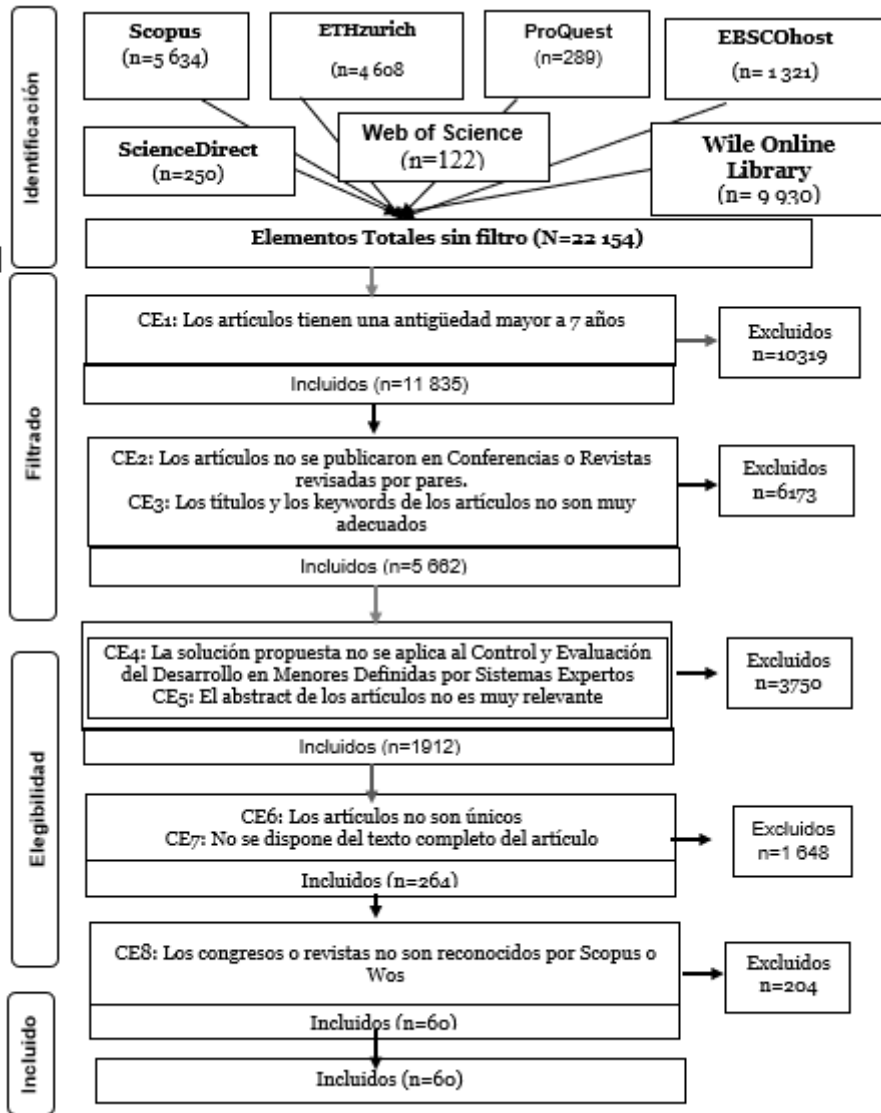 Identificación
Scopus
(n=5 634)
ETHzurich
(n=4 608
ProQuest
(n=289)
EBSCOhost
(n= 1 321)
ScienceDirect
(n=250)
Web of Science
(n=122)
Wile Online
Library
(n= 9 930)
Elementos Totales sin filtro (N=22 154)
Filtrado
CE1: Los artículos tienen una antigüedad mayor a 7 años
Excluidos
n=10319
Incluidos (n=11 835)
CE2: Los artículos no se publicaron en Conferencias o Revistas
revisadas por pares.
CE3: Los títulos y los keywords de los artículos no son muy
adecuados
Excluidos
n=6173
Incluidos (n=5 662)
Elegibilidad
CE4: La solución propuesta no se aplica al Control y Evaluación
del Desarrollo en Menores Definidas por Sistemas Expertos
CE5: El abstract de los artículos no es muy relevante
Excluidos
n=3750
Incluidos (n=1912)
CE6: Los artículos no son únicos
CE7: No se dispone del texto completo del artículo
Excluidos
n=1 648
Incluidos (n=264)
CE8: Los congresos o revistas no son reconocidos por Scopus o
Wos
Excluidos
n=204
Incluidos (n=60)
Incluido
Incluidos (n=60)